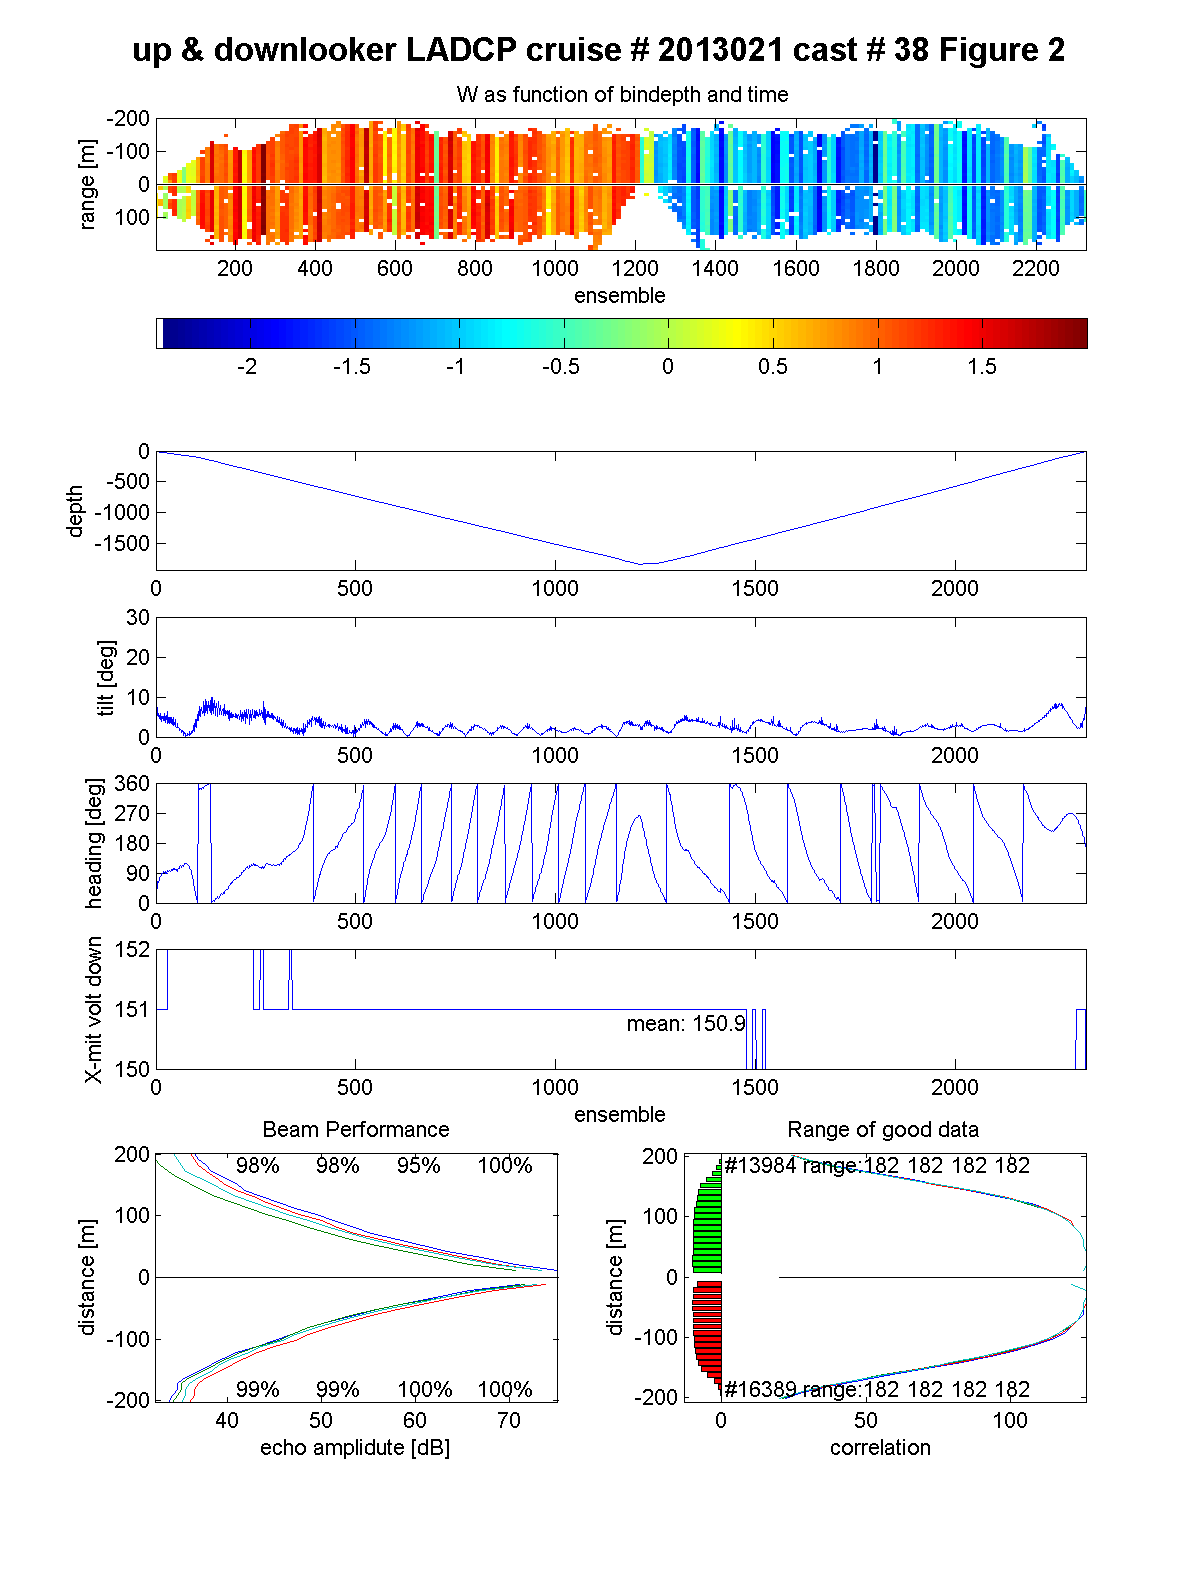 up & downlooker LADCP cruise # 2013021 cast # 38 Figure 2
W as function of bindepth and time
range [m]
-200
-100
0
100
200 400 600 800 1000 1200 1400 1600 1800 2000 2200
ensemble
-2 -1.5 -1 -0.5 0 0.5 1 1.5
depth
0
-500
-1000
-1500
0 500 1000 1500 2000
tilt [deg]
30
20
10
0
0 500 1000 1500 2000
heading [deg]
360
270
180
90
0
0 500 1000 1500 2000
X-mit volt down
152
151
150
mean: 150.9
0 500 1000 1500 2000
ensemble
Beam Performance
distance [m]
200
100
0
-100
-200
98% 98% 95% 100%
99% 99% 100% 100%
40 50 60 70
echo amplidute [dB]
Range of good data
distance [m]
200
100
0
-100
-200
#13984 range:182 182 182 182
#16389 range:182 182 182 182
0 50 100
correlation